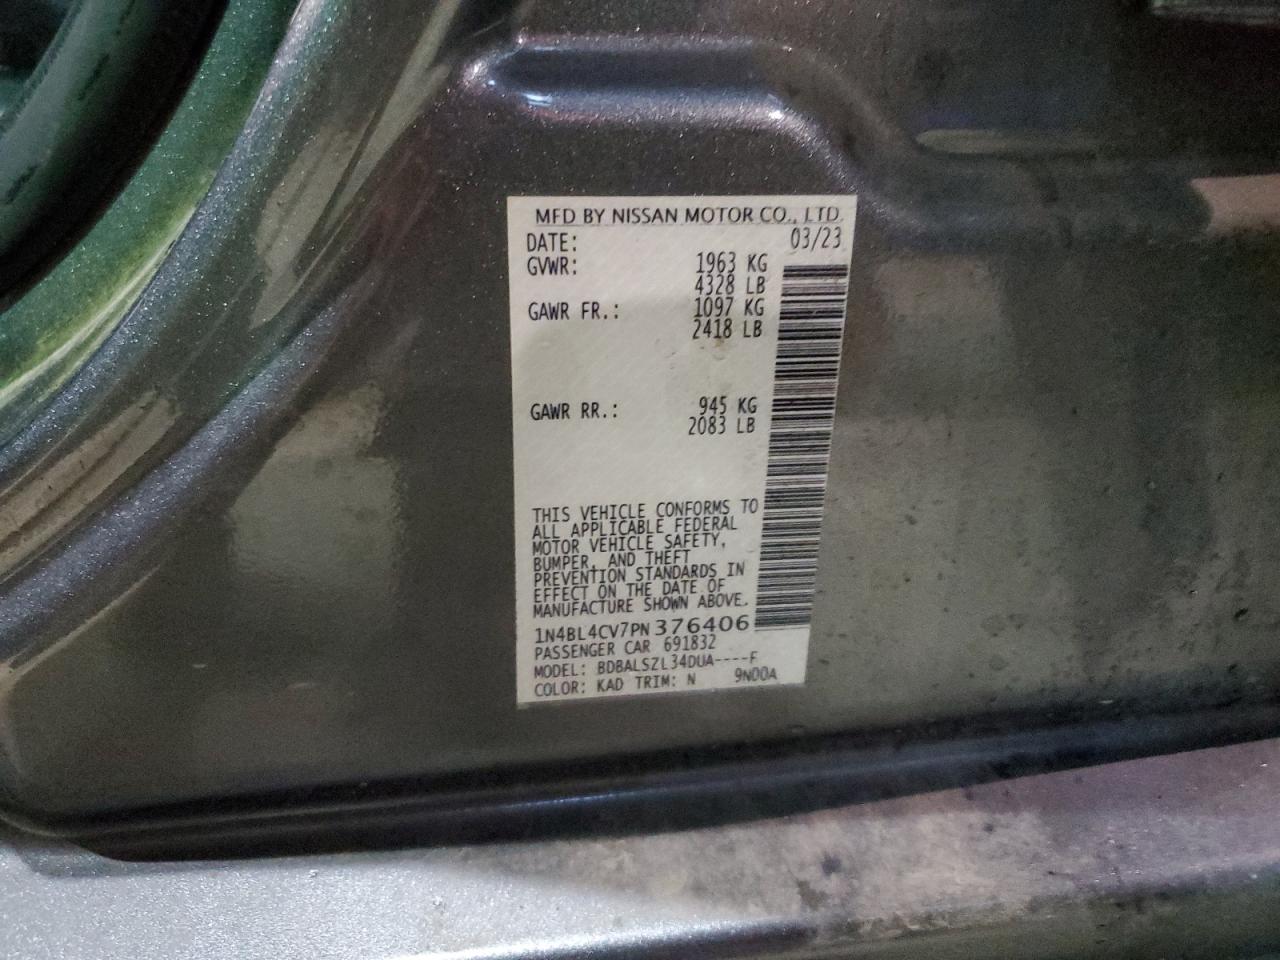 MFD BY NISSAN MOTOR CO., LTD.
DATE: 03/23
GVWR: 1963 KG
4328 LB
GAWR FR.: 1097 KG
2418 LB
GAWR RR.: 945 KG
2083 LB
THIS VEHICLE CONFORMS TO
ALL APPLICABLE FEDERAL
MOTOR VEHICLE SAFETY,
BUMPER, AND THEFT
PREVENTION STANDARDS IN
EFFECT ON THE DATE OF
MANUFACTURE SHOWN ABOVE.
1N4BL4CV7PN376406
PASSENGER CAR 691832
MODEL: BDBALSZL34DUA----F
COLOR: KAD TRIM: N 9N00A